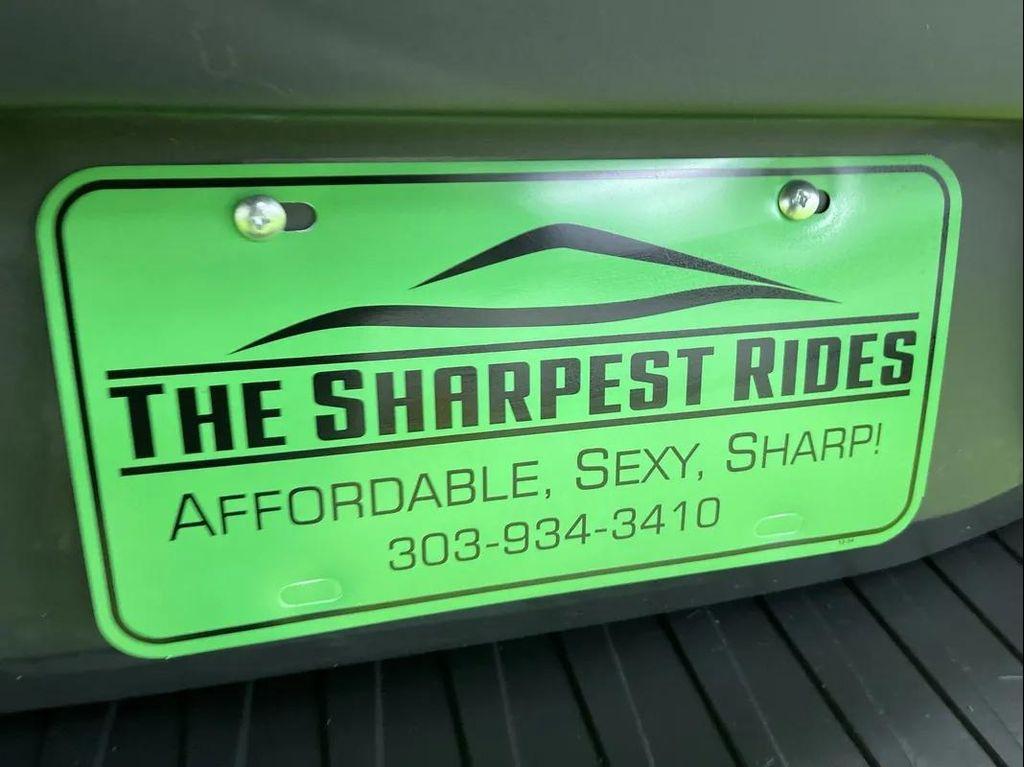 THE SHARPEST RIDES
AFFORDABLE, SEXY, SHARP!
303-934-3410